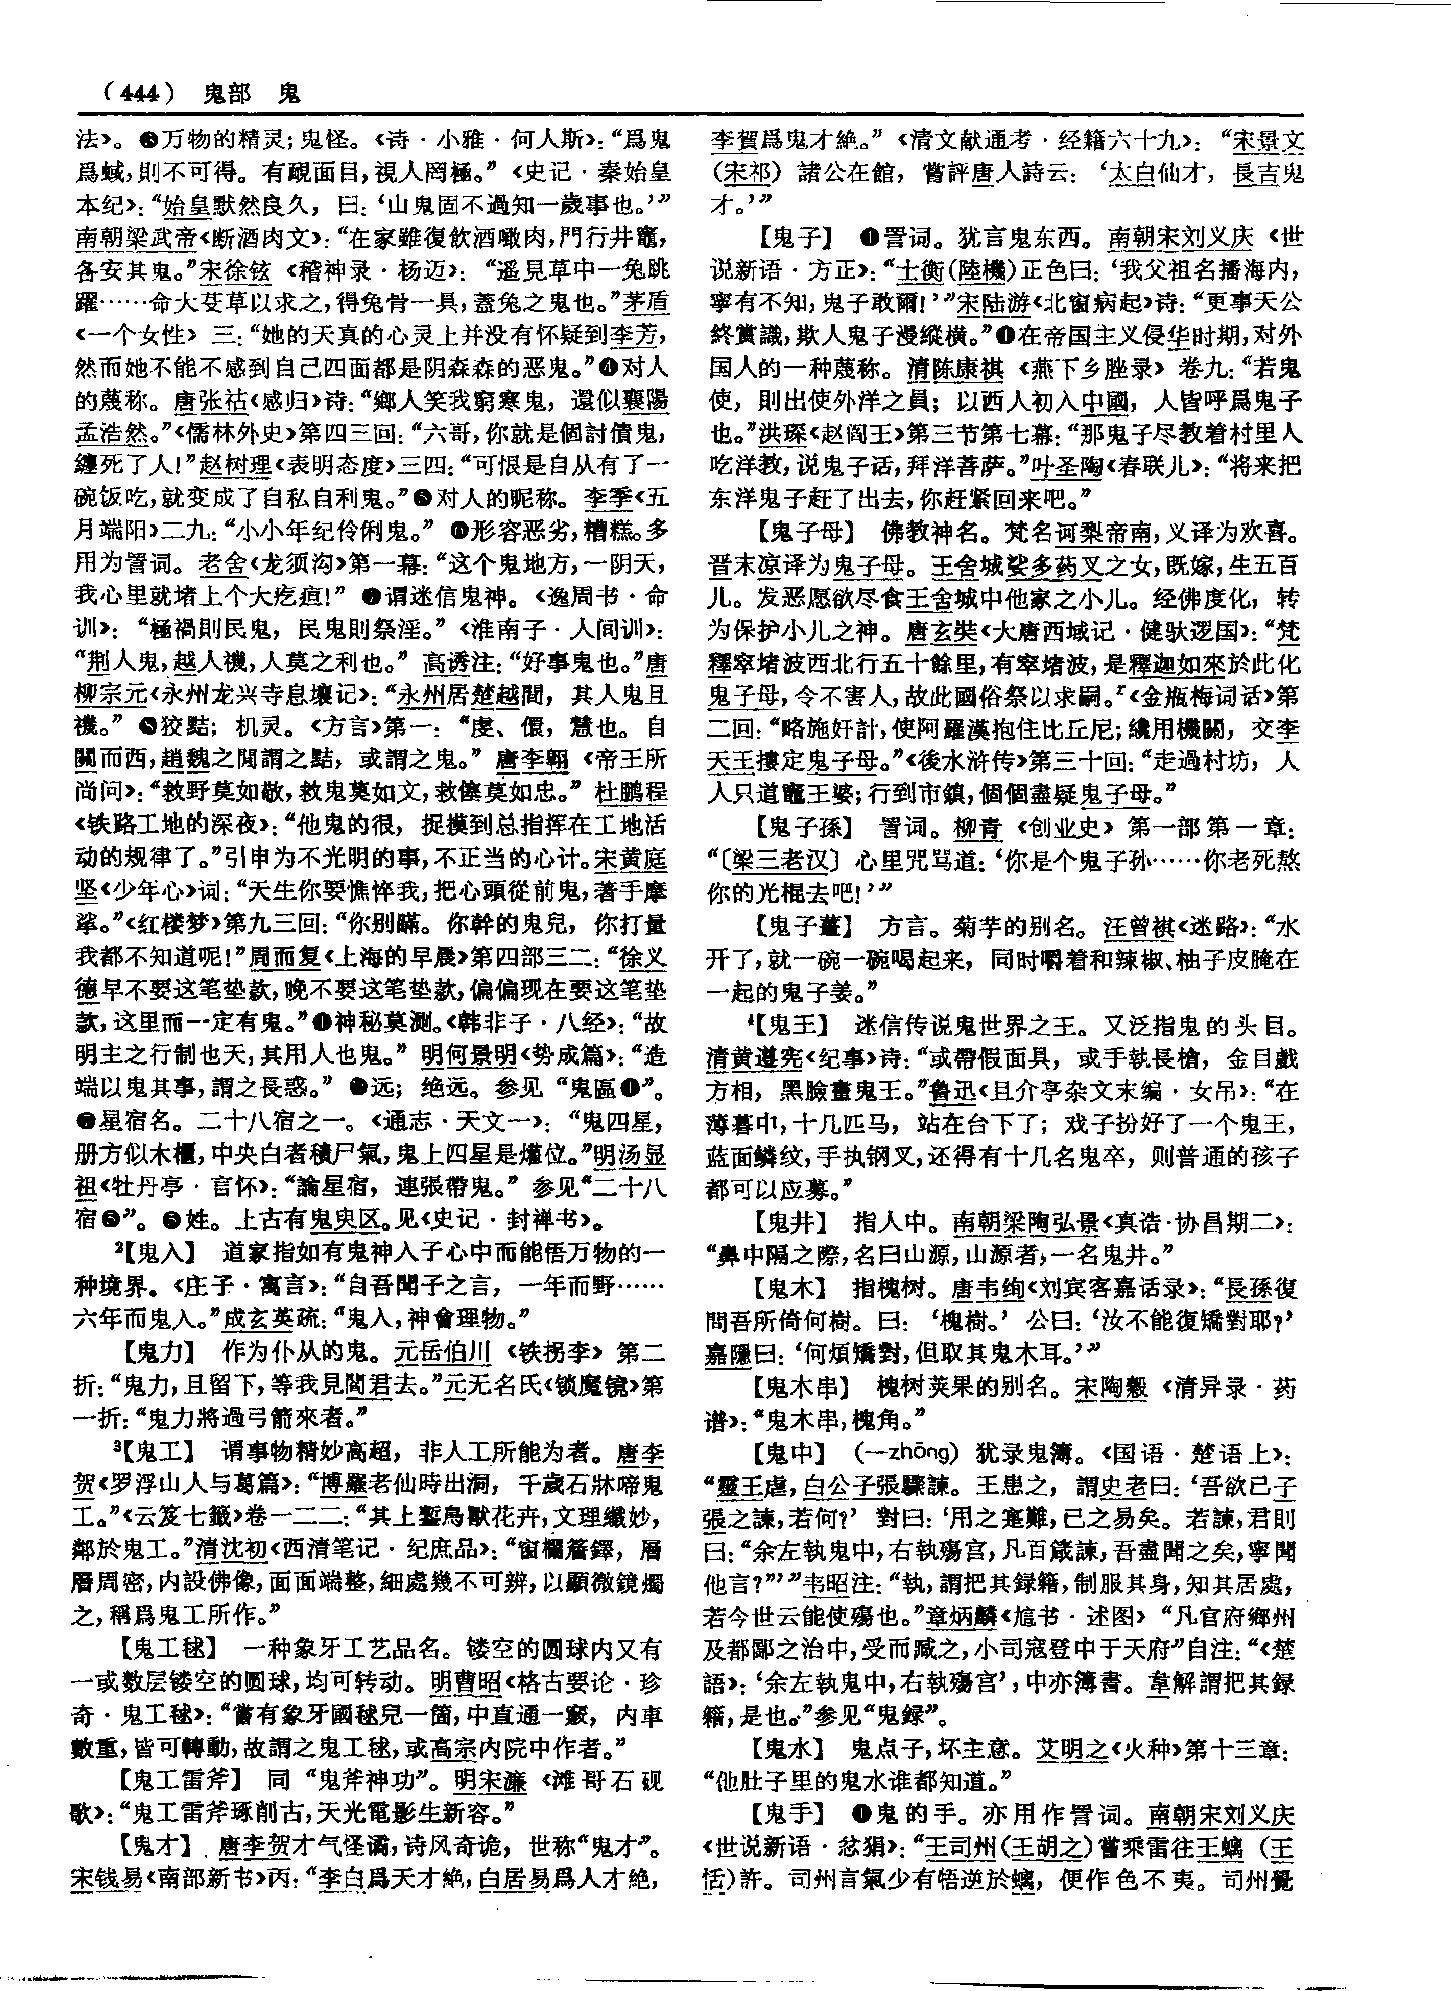 （444） 鬼部 鬼
法》。❸万物的精灵；鬼怪。《诗·小雅·何人斯》：“爲鬼
爲蜮，則不可得。有靦面目，視人罔極。”《史记·秦始皇
本纪》：“始皇默然良久，曰：‘山鬼固不過知一歲事也。’”
南朝梁武帝《断酒肉文》：“在家雖復飲酒噉肉，門行井竈，
各安其鬼。”宋徐铉《稽神录·杨迈》：“遥見草中一兔跳
躍……命犬芟草以求之，得兔骨一具，蓋兔之鬼也。”茅盾
《一个女性》三：“她的天真的心灵上并没有怀疑到李芳，
然而她不能不感到自己四面都是阴森森的恶鬼。”❹对人
的蔑称。唐张祜《感归》诗：“鄉人笑我窮寒鬼，還似襄陽
孟浩然。”《儒林外史》第四三回：“六哥，你就是個討債鬼，
纏死了人！”赵树理《表明态度》三四：“可恨是自从有了一
碗饭吃，就变成了自私自利鬼。”❺对人的昵称。李季《五
月端阳》二九：“小小年纪伶俐鬼。”❻形容恶劣，糟糕。多
用为詈词。老舍《龙须沟》第一幕：“这个鬼地方，一阴天，
我心里就堵上个大疙疸！”❼谓迷信鬼神。《逸周书·命
训》：“極禍則民鬼，民鬼則祭淫。”《淮南子·人间训》：
“荆人鬼，越人禨，人莫之利也。”高诱注：“好事鬼也。”唐
柳宗元《永州龙兴寺息壤记》：“永州居楚越間，其人鬼且
禨。”❽狡黠；机灵。《方言》第一：“虔、儇，慧也。自
關而西，趙魏之間謂之黠，或謂之鬼。”唐李翱《帝王所
尚问》：“救野莫如敬，救鬼莫如文，救僿莫如忠。”杜鹏程
《铁路工地的深夜》：“他鬼的很，捉摸到总指挥在工地活
动的规律了。”引申为不光明的事，不正当的心计。宋黄庭
坚《少年心》词：“天生你要憔悴我，把心頭從前鬼，著手摩
挲。”《红楼梦》第九三回：“你别瞞。你幹的鬼兒，你打量
我都不知道呢！”周而复《上海的早晨》第四部三二：“徐义
德早不要这笔垫款，晚不要这笔垫款，偏偏现在要这笔垫
款，这里而一定有鬼。”❾神秘莫测。《韩非子·八经》：“故
明主之行制也天，其用人也鬼。”明何景明《势成篇》：“造
端以鬼其事，謂之長惑。”❿远；绝远。参见“鬼區❶”。
⓫星宿名。二十八宿之一。《通志·天文一》：“鬼四星，
册方似木櫃，中央白者積尸氣，鬼上四星是爟位。”明汤显
祖《牡丹亭·言怀》：“論星宿，連張帶鬼。”参见“二十八
宿❷”。⓬姓。上古有鬼臾区。见《史记·封禅书》。
²【鬼入】 道家指如有鬼神入子心中而能悟万物的一
种境界。《庄子·寓言》：“自吾聞子之言，一年而野……
六年而鬼入。”成玄英疏：“鬼入，神會理物。”
【鬼力】 作为仆从的鬼。元岳伯川《铁拐李》第二
折：“鬼力，且留下，等我見閻君去。”元无名氏《锁魔镜》第
一折：“鬼力將過弓箭來者。”
³【鬼工】 谓事物精妙高超，非人工所能为者。唐李
贺《罗浮山人与葛篇》：“博羅老仙時出洞，千歲石牀啼鬼
工。”《云笈七籤》卷一二二：“其上鏨鳥獸花卉，文理纖妙，
鄰於鬼工。”清沈初《西清笔记·纪庶品》：“窗欄簷鐸，層
層周密，内設佛像，面面端整，細處幾不可辨，以顯微鏡燭
之，稱爲鬼工所作。”
【鬼工毬】 一种象牙工艺品名。镂空的圆球内又有
一或数层镂空的圆球，均可转动。明曹昭《格古要论·珍
奇·鬼工毬》：“嘗有象牙圓毬兒一箇，中直通一竅，内車
數重，皆可轉動，故謂之鬼工毬，或高宗内院中作者。”
【鬼工雷斧】 同“鬼斧神功”。明宋濂《滩哥石砚
歌》：“鬼工雷斧琢削古，天光電影生新容。”
【鬼才】 唐李贺才气怪谲，诗风奇诡，世称“鬼才”。
宋钱易《南部新书》丙：“李白爲天才絶，白居易爲人才絶，
李賀爲鬼才絶。”《清文献通考·经籍六十九》：“宋景文
（宋祁）諸公在館，嘗評唐人詩云：‘太白仙才，長吉鬼
才。’”
【鬼子】 ❶詈词。犹言鬼东西。南朝宋刘义庆《世
说新语·方正》：“士衡（陸機）正色曰：‘我父祖名播海内，
寧有不知，鬼子敢爾！’”宋陆游《北窗病起》诗：“更事天公
終賞識，欺人鬼子漫縱横。”❶在帝国主义侵华时期，对外
国人的一种蔑称。清陈康祺《燕下乡脞录》卷九：“若鬼
使，則出使外洋之員；以西人初入中國，人皆呼爲鬼子
也。”洪琛《赵阎王》第三节第七幕：“那鬼子尽教着村里人
吃洋教，说鬼子话，拜洋菩萨。”叶圣陶《春联儿》：“将来把
东洋鬼子赶了出去，你赶紧回来吧。”
【鬼子母】 佛教神名。梵名诃梨帝南，义译为欢喜。
晋末凉译为鬼子母。王舍城娑多药叉之女，既嫁，生五百
儿。发恶愿欲尽食王舍城中他家之小儿。经佛度化，转
为保护小儿之神。唐玄奘《大唐西域记·健驮逻国》：“梵
釋窣堵波西北行五十餘里，有窣堵波，是釋迦如來於此化
鬼子母，令不害人，故此國俗祭以求嗣。”《金瓶梅词话》第
二回：“略施奸計，使阿羅漢抱住比丘尼；纔用機關，交李
天王摟定鬼子母。”《後水浒传》第三十回：“走過村坊，人
人只道竈王婆；行到市鎮，個個盡疑鬼子母。”
【鬼子孫】 詈词。柳青《创业史》第一部第一章：
“〔梁三老汉〕心里咒骂道：‘你是个鬼子孙……你老死熬
你的光棍去吧！’”
【鬼子薑】 方言。菊芋的别名。汪曾祺《迷路》：“水
开了，就一碗一碗喝起来，同时嚼着和辣椒、柚子皮腌在
一起的鬼子姜。”
⁴【鬼王】 迷信传说鬼世界之王。又泛指鬼的头目。
清黄遵宪《纪事》诗：“或帶假面具，或手執長槍，金目戲
方相，黑臉畫鬼王。”鲁迅《且介亭杂文末编·女吊》：“在
薄暮中，十几匹马，站在台下了；戏子扮好了一个鬼王，
蓝面鳞纹，手执钢叉，还得有十几名鬼卒，则普通的孩子
都可以应募。”
【鬼井】 指人中。南朝梁陶弘景《真诰·协昌期二》：
“鼻中隔之際，名曰山源，山源者，一名鬼井。”
【鬼木】 指槐树。唐韦绚《刘宾客嘉话录》：“長孫復
問吾所倚何樹。曰：‘槐樹。’公曰：‘汝不能復矯對耶？’
嘉隱曰：‘何煩矯對，但取其鬼木耳。’”
【鬼木串】 槐树荚果的别名。宋陶穀《清异录·药
谱》：“鬼木串，槐角。”
【鬼中】 （—zhōng）犹录鬼簿。《国语·楚语上》：
“靈王虐，白公子張驟諫。王患之，謂史老曰：‘吾欲已子
張之諫，若何？’對曰：‘用之寔難，已之易矣。若諫，君則
曰：“余左執鬼中，右執殤宫，凡百箴諫，吾盡聞之矣，寧聞
他言？”’”韦昭注：“執，謂把其録籍，制服其身，知其居處，
若今世云能使殤也。”章炳麟《訄书·述图》“凡官府鄉州
及都鄙之治中，受而臧之，小司寇登中于天府”自注：“《楚
語》：‘余左執鬼中，右執殤宫’，中亦簿書。韋解謂把其録
籍，是也。”参见“鬼録”。
【鬼水】 鬼点子，坏主意。艾明之《火种》第十三章：
“他肚子里的鬼水谁都知道。”
【鬼手】 ❶鬼的手。亦用作詈词。南朝宋刘义庆
《世说新语·忿狷》：“王司州（王胡之）嘗乘雪往王螭（王
恬）許。司州言氣少有牾逆於螭，便作色不夷。司州覺